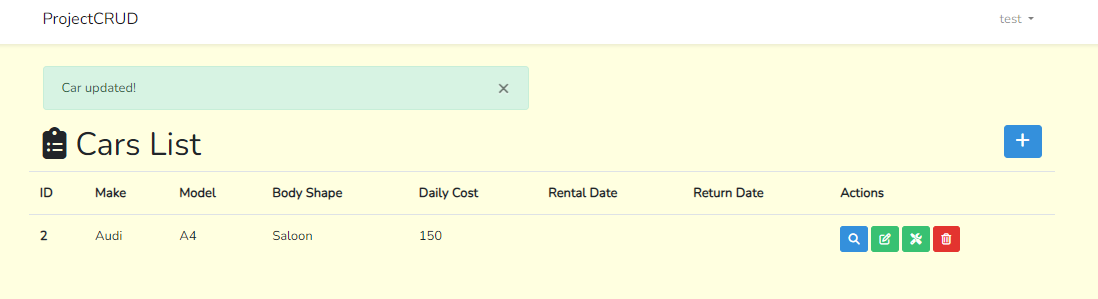 ProjectCRUD test
Car updated! ×
Cars List +
ID Make Model Body Shape Daily Cost Rental Date Return Date Actions
2 Audi A4 Saloon 150